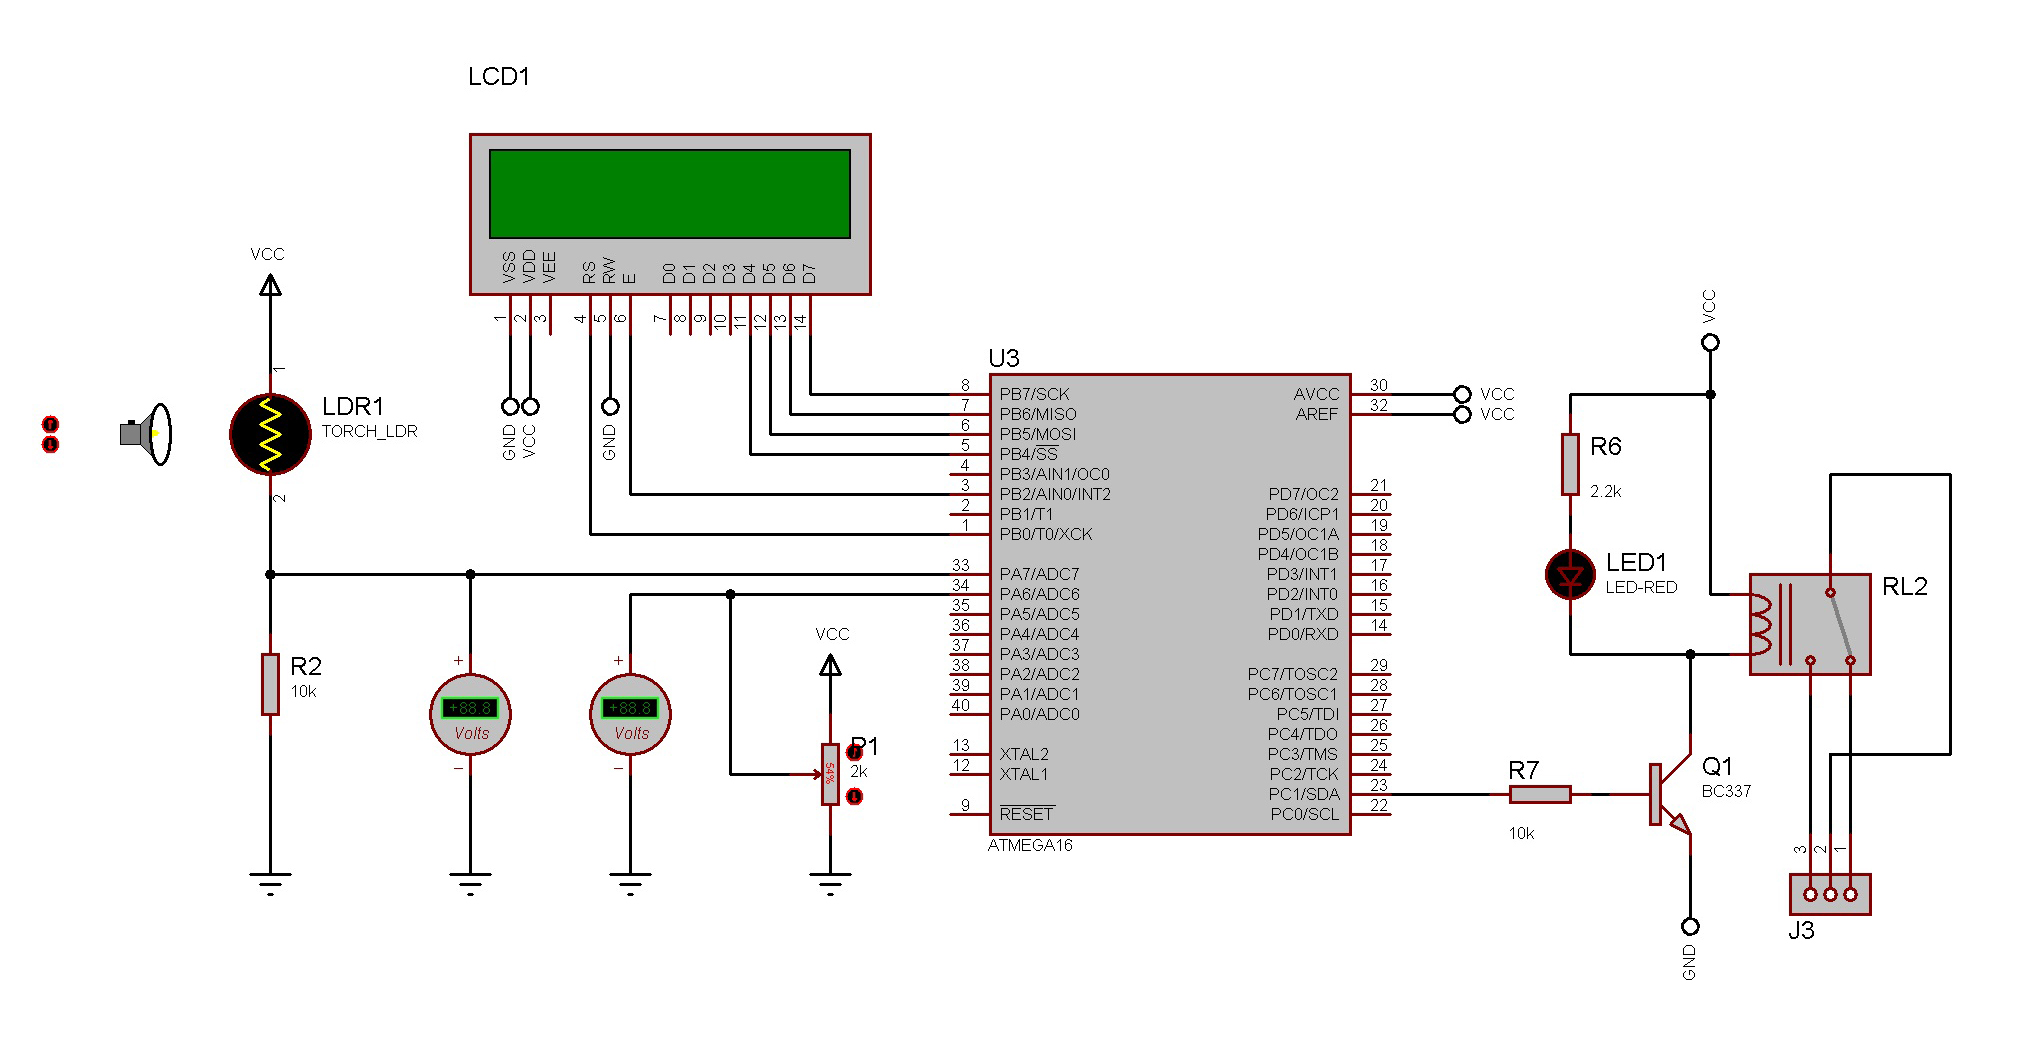 LCD1
VSS
VDD
VEE
RS
RW
E
D0
D1
D2
D3
D4
D5
D6
D7
1
2
3
4
5
6
7
8
9
10
11
12
13
14
GND
VCC
GND
VCC
1
LDR1
TORCH_LDR
2
R2
10k
+
+88.8
Volts
−
+
+88.8
Volts
−
VCC
P1
2k
54%
U3
8 PB7/SCK
7 PB6/MISO
6 PB5/MOSI
5 PB4/SS
4 PB3/AIN1/OC0
3 PB2/AIN0/INT2
2 PB1/T1
1 PB0/T0/XCK
33 PA7/ADC7
34 PA6/ADC6
35 PA5/ADC5
36 PA4/ADC4
37 PA3/ADC3
38 PA2/ADC2
39 PA1/ADC1
40 PA0/ADC0
13 XTAL2
12 XTAL1
9 RESET
ATMEGA16
AVCC 30 VCC
AREF 32 VCC
PD7/OC2 21
PD6/ICP1 20
PD5/OC1A 19
PD4/OC1B 18
PD3/INT1 17
PD2/INT0 16
PD1/TXD 15
PD0/RXD 14
PC7/TOSC2 29
PC6/TOSC1 28
PC5/TDI 27
PC4/TDO 26
PC3/TMS 25
PC2/TCK 24
PC1/SDA 23
PC0/SCL 22
VCC
R6
2.2k
LED1
LED-RED
RL2
R7
10k
Q1
BC337
GND
3
2
1
J3